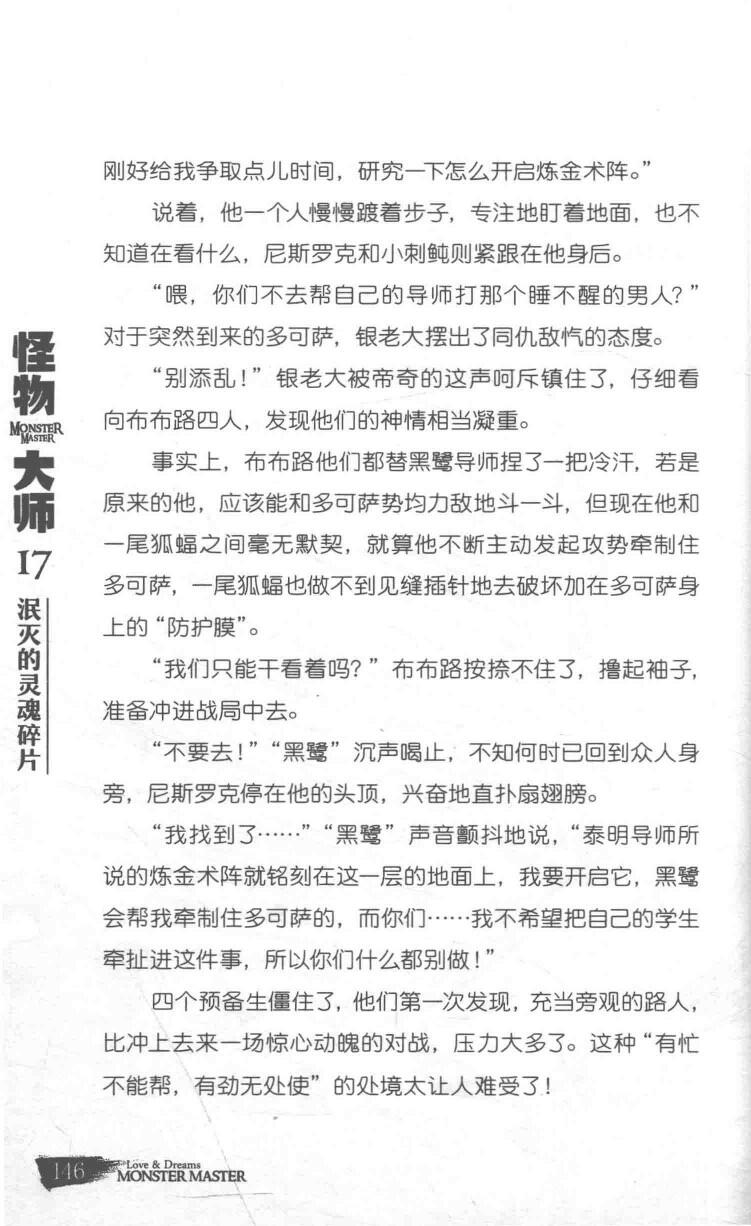 刚好给我争取点儿时间，研究一下怎么开启炼金术阵。”
说着，他一个人慢慢踱着步子，专注地盯着地面，也不
知道在看什么，尼斯罗克和小刺鲀则紧跟在他身后。
“喂，你们不去帮自己的导师打那个睡不醒的男人？”
对于突然到来的多可萨，银老大摆出了同仇敌忾的态度。
“别添乱！”银老大被帝奇的这声呵斥镇住了，仔细看
向布布路四人，发现他们的神情相当凝重。
事实上，布布路他们都替黑鹭导师捏了一把冷汗，若是
原来的他，应该能和多可萨势均力敌地斗一斗，但现在他和
一尾狐蝠之间毫无默契，就算他不断主动发起攻势牵制住
多可萨，一尾狐蝠也做不到见缝插针地去破坏加在多可萨身
上的“防护膜”。
“我们只能干看着吗？”布布路按捺不住了，撸起袖子，
准备冲进战局中去。
“不要去！”“黑鹭”沉声喝止，不知何时已回到众人身
旁，尼斯罗克停在他的头顶，兴奋地直扑扇翅膀。
“我找到了……”“黑鹭”声音颤抖地说，“泰明导师所
说的炼金术阵就铭刻在这一层的地面上，我要开启它，黑鹭
会帮我牵制住多可萨的，而你们……我不希望把自己的学生
牵扯进这件事，所以你们什么都别做！”
四个预备生僵住了，他们第一次发现，充当旁观的路人，
比冲上去来一场惊心动魄的对战，压力大多了。这种“有忙
不能帮，有劲无处使”的处境太让人难受了！
怪物
MONSTER
MASTER
大师
17
泯灭的灵魂碎片
146
Love & Dreams
MONSTER MASTER